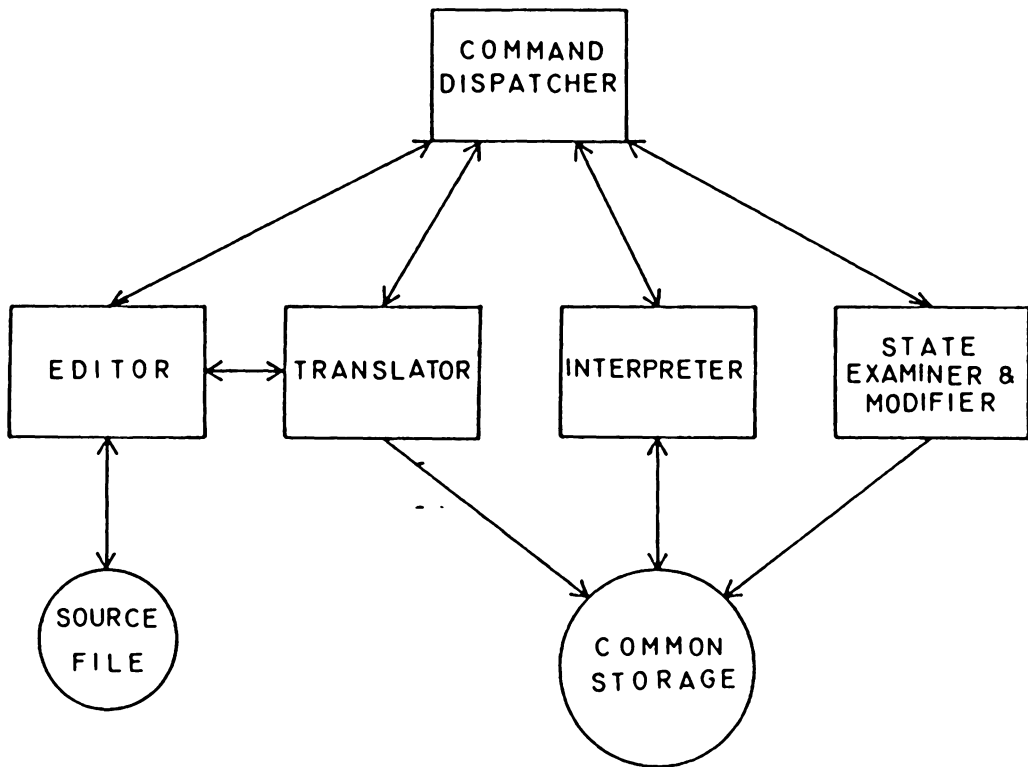 COMMAND
DISPATCHER
EDITOR
TRANSLATOR
INTERPRETER
STATE
EXAMINER &
MODIFIER
SOURCE
FILE
COMMON
STORAGE